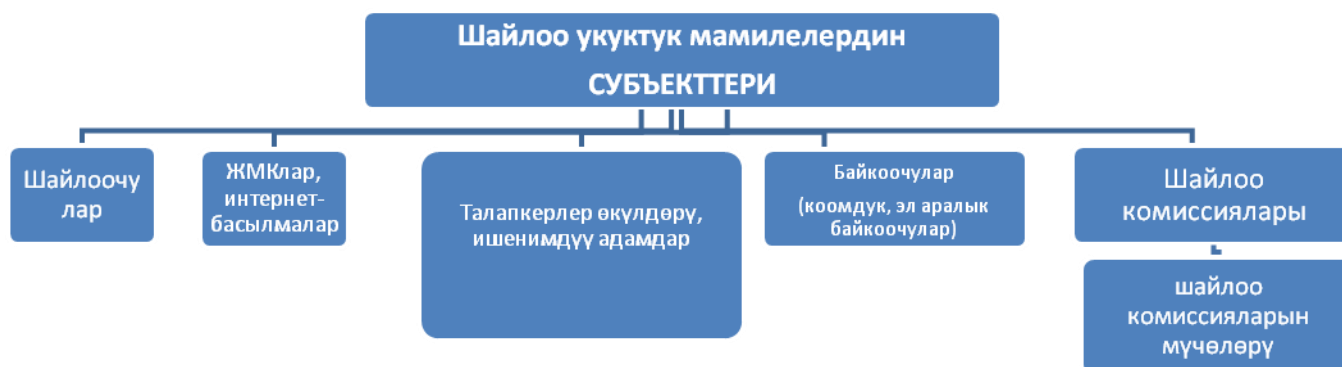 Шайлоо укуктук мамилелердин
СУБЪЕКТТЕРИ
Шайлоочу
лар
ЖМКлар,
интернет-
басылмалар
Талапкерлер өкүлдөрү,
ишенимдүү адамдар
Байкоочулар
(коомдук, эл аралык
байкоочулар)
Шайлоо
комиссиялары
шайлоо
комиссияларын
мүчөлөрү